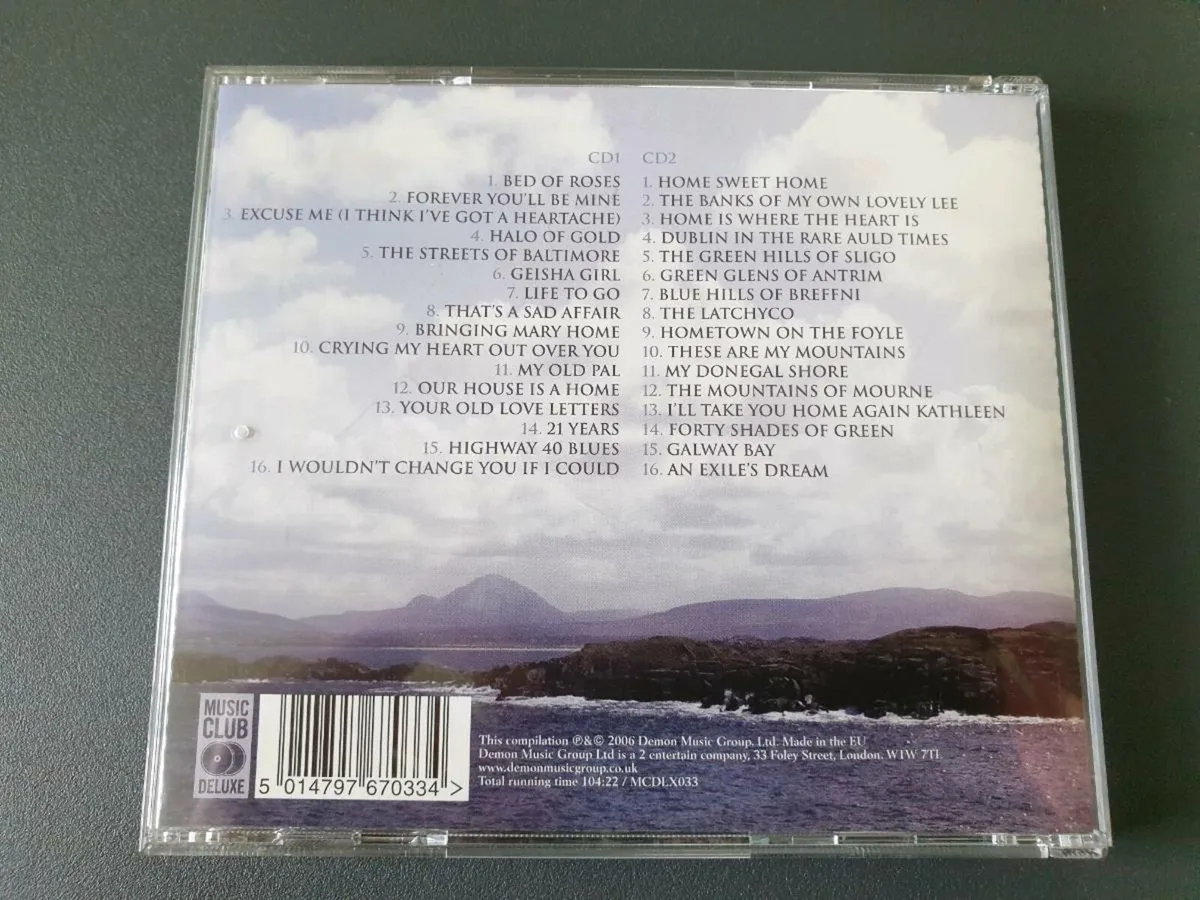 CD1
1. BED OF ROSES
2. FOREVER YOU'LL BE MINE
3. EXCUSE ME (I THINK I'VE GOT A HEARTACHE)
4. HALO OF GOLD
5. THE STREETS OF BALTIMORE
6. GEISHA GIRL
7. LIFE TO GO
8. THAT'S A SAD AFFAIR
9. BRINGING MARY HOME
10. CRYING MY HEART OUT OVER YOU
11. MY OLD PAL
12. OUR HOUSE IS A HOME
13. YOUR OLD LOVE LETTERS
14. 21 YEARS
15. HIGHWAY 40 BLUES
16. I WOULDN'T CHANGE YOU IF I COULD
CD2
1. HOME SWEET HOME
2. THE BANKS OF MY OWN LOVELY LEE
3. HOME IS WHERE THE HEART IS
4. DUBLIN IN THE RARE AULD TIMES
5. THE GREEN HILLS OF SLIGO
6. GREEN GLENS OF ANTRIM
7. BLUE HILLS OF BREFFNI
8. THE LATCHYCO
9. HOMETOWN ON THE FOYLE
10. THESE ARE MY MOUNTAINS
11. MY DONEGAL SHORE
12. THE MOUNTAINS OF MOURNE
13. I'LL TAKE YOU HOME AGAIN KATHLEEN
14. FORTY SHADES OF GREEN
15. GALWAY BAY
16. AN EXILE'S DREAM
MUSIC
CLUB
DELUXE
5 014797 670334 >
This compilation ℗&© 2006 Demon Music Group. Ltd. Made in the EU
Demon Music Group Ltd is a 2 entertain company, 33 Foley Street, London. W1W 7TL
www.demonmusicgroup.co.uk
Total running time 104:22 / MCDLX033